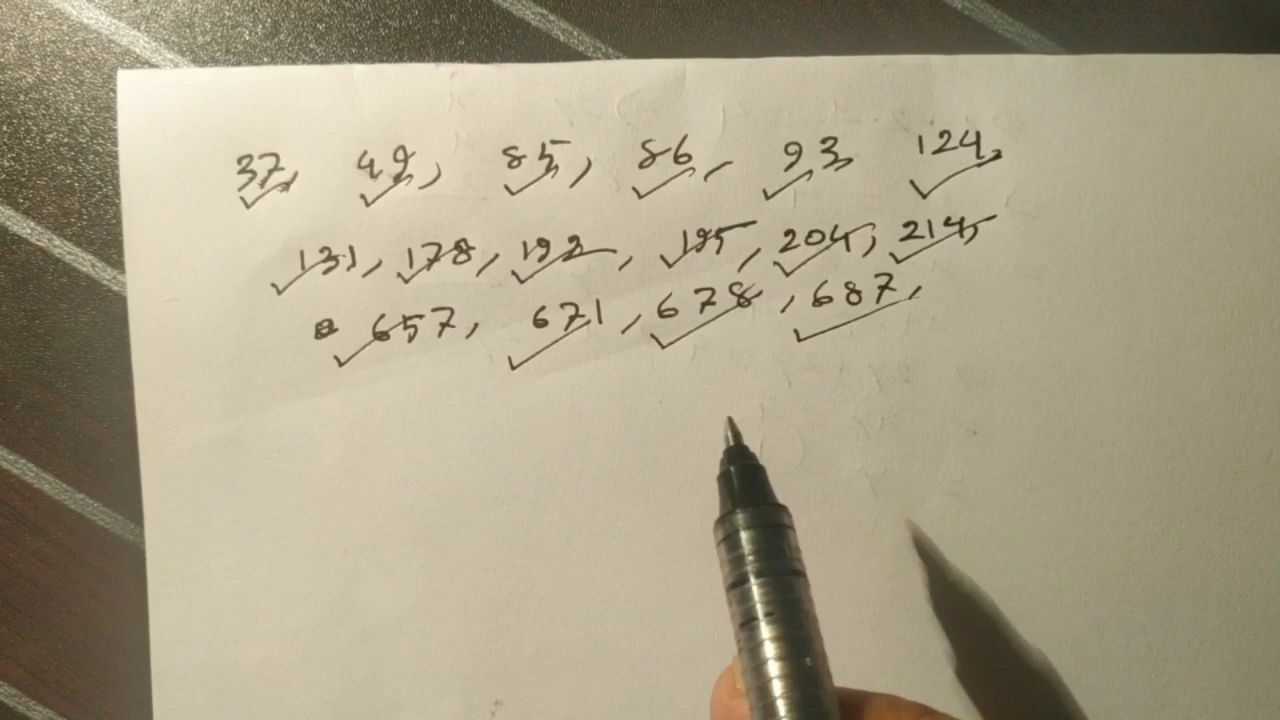 37, 49, 85, 86, 93, 124,
131, 178, 192, 195, 204, 214,
657, 671, 678, 687,